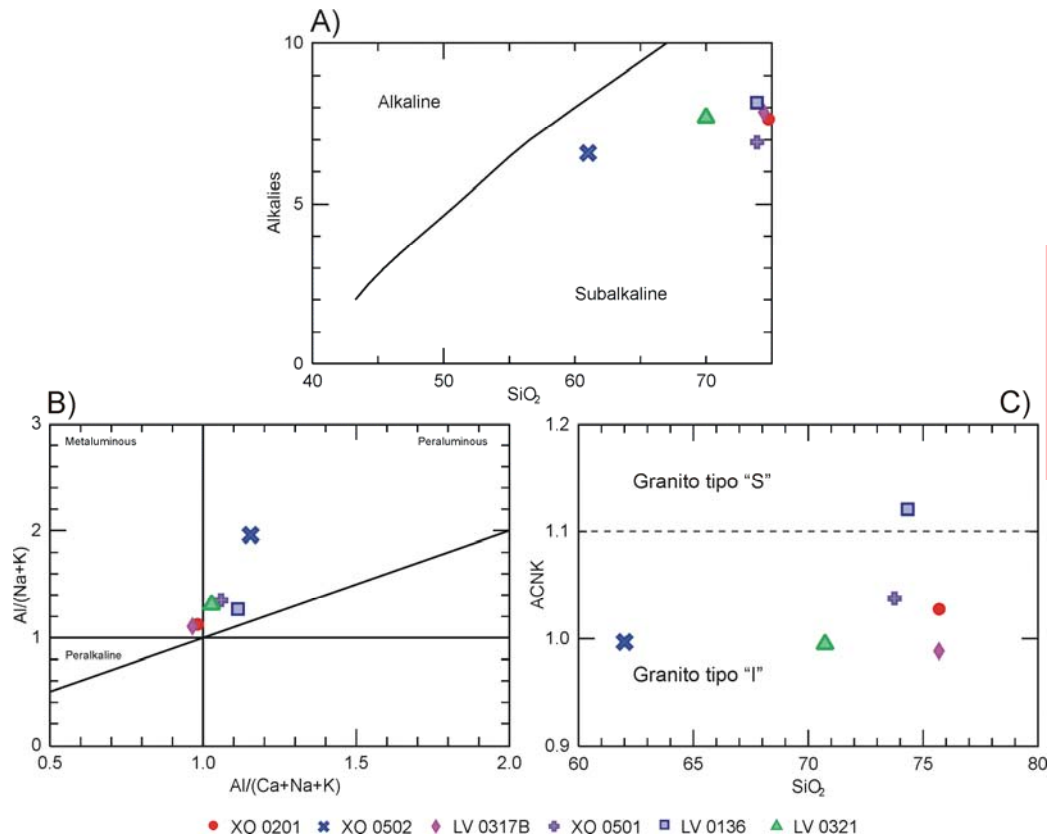 A)
10
5
0
Alkalies
Alkaline
Subalkaline
40
50
60
70
SiO₂
B)
3
2
1
0
Al/(Na+K)
Metaluminous
Peraluminous
Peralkaline
0.5
1.0
1.5
2.0
Al/(Ca+Na+K)
C)
1.2
1.1
1.0
0.9
ACNK
Granito tipo “S”
Granito tipo “I”
60
65
70
75
80
SiO₂
XO 0201 XO 0502 LV 0317B XO 0501 LV 0136 LV 0321